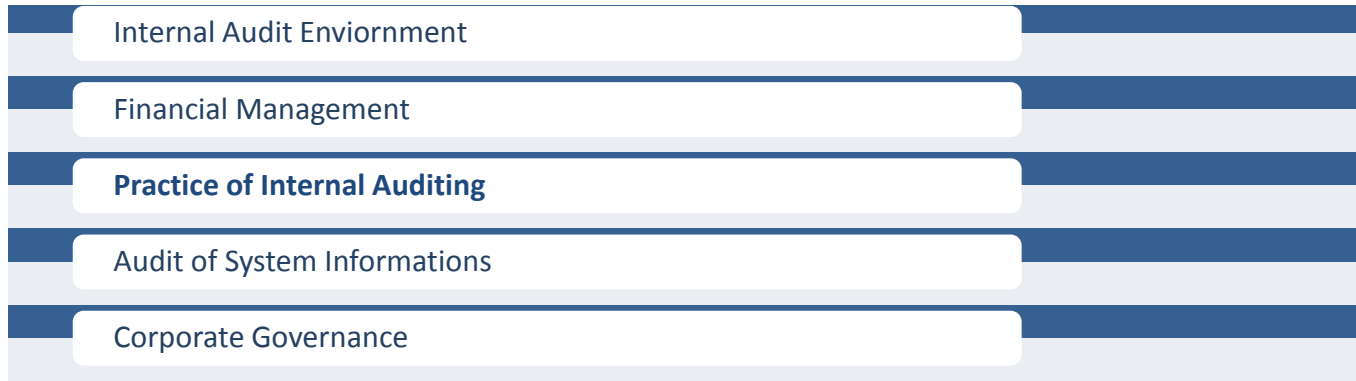 Internal Audit Enviornment
Financial Management
Practice of Internal Auditing
Audit of System Informations
Corporate Governance